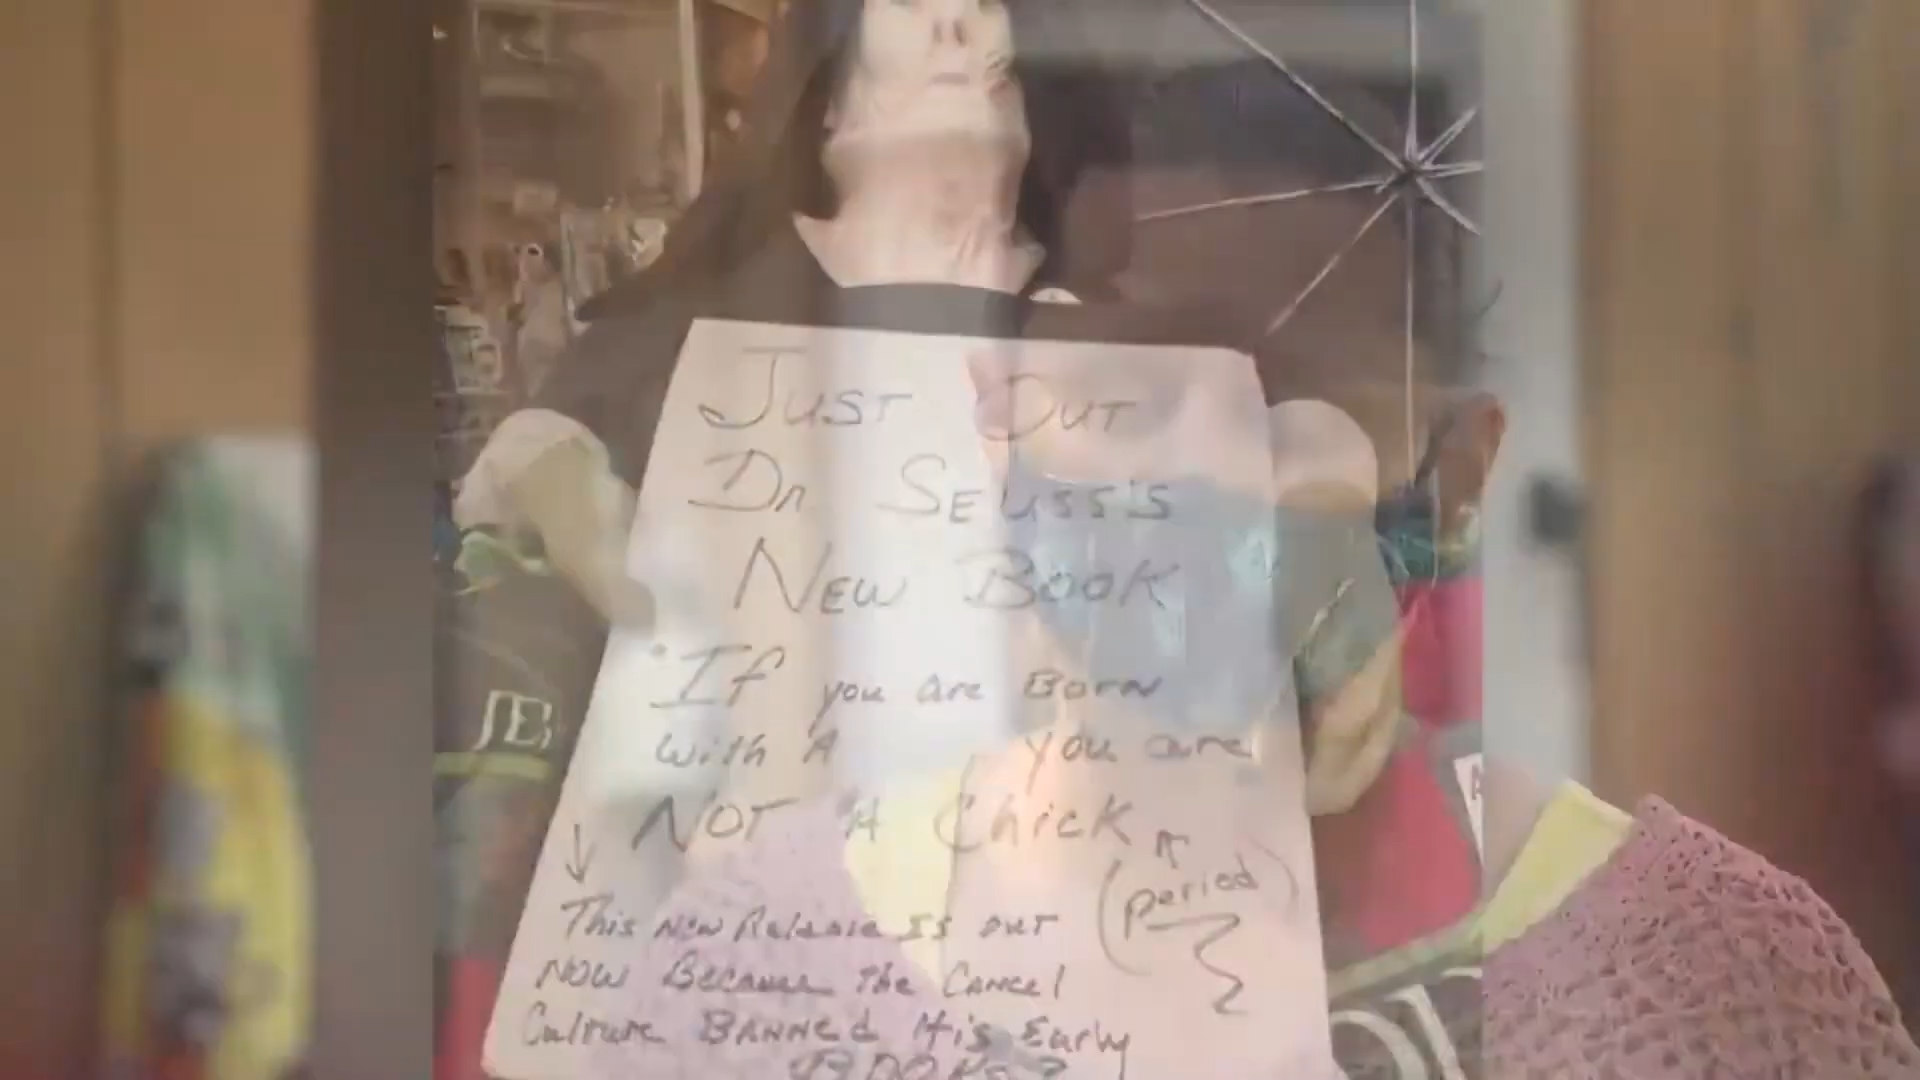 Just Out
Dr Seuss's
New Book
"If you are Born
With A you are
Not A Chick
(period)
This New Release Is out
Now Because the Cancel
Culture Banned His Early
Books?